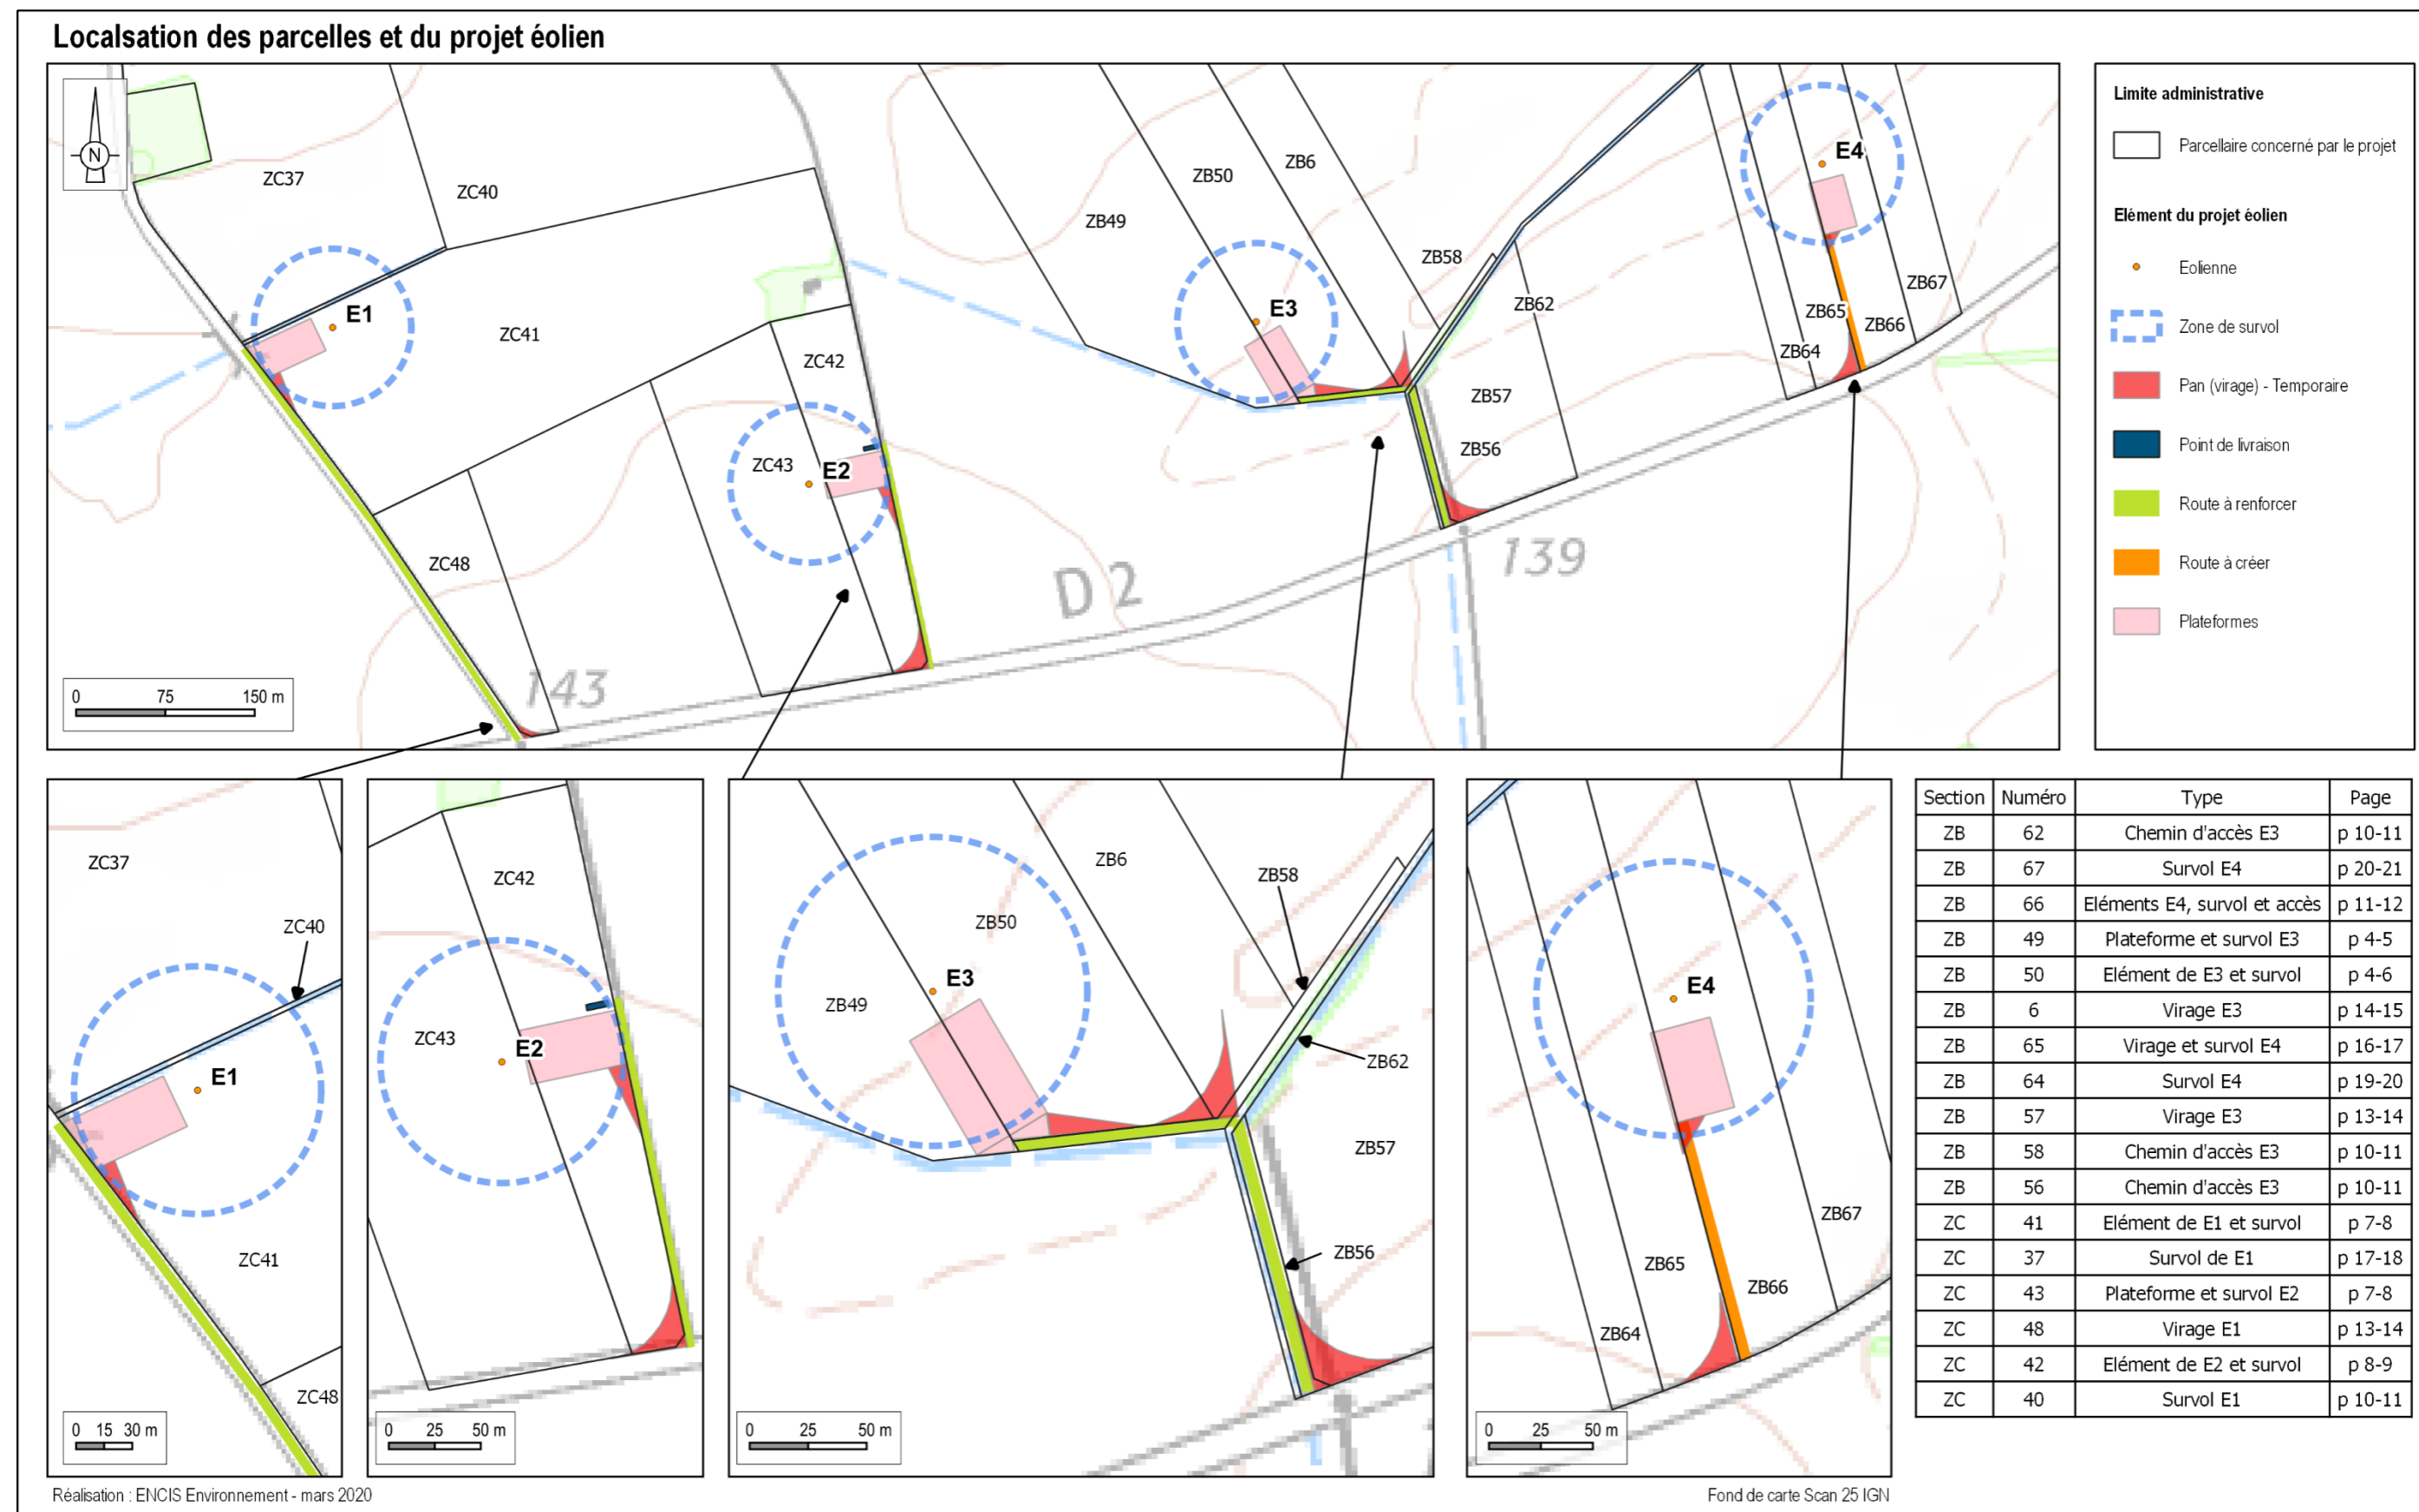 Localsation des parcelles et du projet éolien
N
ZC37
ZC40
E1
ZC41
ZC42
ZC43
E2
ZC48
143
D 2
139
ZB49
ZB50
ZB6
E3
ZB58
ZB62
ZB57
ZB56
E4
ZB65
ZB64
ZB66
ZB67
0 75 150 m
Limite administrative
Parcellaire concerné par le projet
Elément du projet éolien
Eolienne
Zone de survol
Pan (virage) - Temporaire
Point de livraison
Route à renforcer
Route à créer
Plateformes
ZC37
ZC40
E1
ZC41
ZC48
0 15 30 m
ZC42
ZC43
E2
0 25 50 m
ZB6
ZB58
ZB50
E3
ZB49
ZB62
ZB57
ZB56
0 25 50 m
E4
ZB67
ZB65
ZB66
ZB64
0 25 50 m
Section Numéro Type Page
ZB 62 Chemin d'accès E3 p 10-11
ZB 67 Survol E4 p 20-21
ZB 66 Eléments E4, survol et accès p 11-12
ZB 49 Plateforme et survol E3 p 4-5
ZB 50 Elément de E3 et survol p 4-6
ZB 6 Virage E3 p 14-15
ZB 65 Virage et survol E4 p 16-17
ZB 64 Survol E4 p 19-20
ZB 57 Virage E3 p 13-14
ZB 58 Chemin d'accès E3 p 10-11
ZB 56 Chemin d'accès E3 p 10-11
ZC 41 Elément de E1 et survol p 7-8
ZC 37 Survol de E1 p 17-18
ZC 43 Plateforme et survol E2 p 7-8
ZC 48 Virage E1 p 13-14
ZC 42 Elément de E2 et survol p 8-9
ZC 40 Survol E1 p 10-11
Réalisation : ENCIS Environnement - mars 2020
Fond de carte Scan 25 IGN